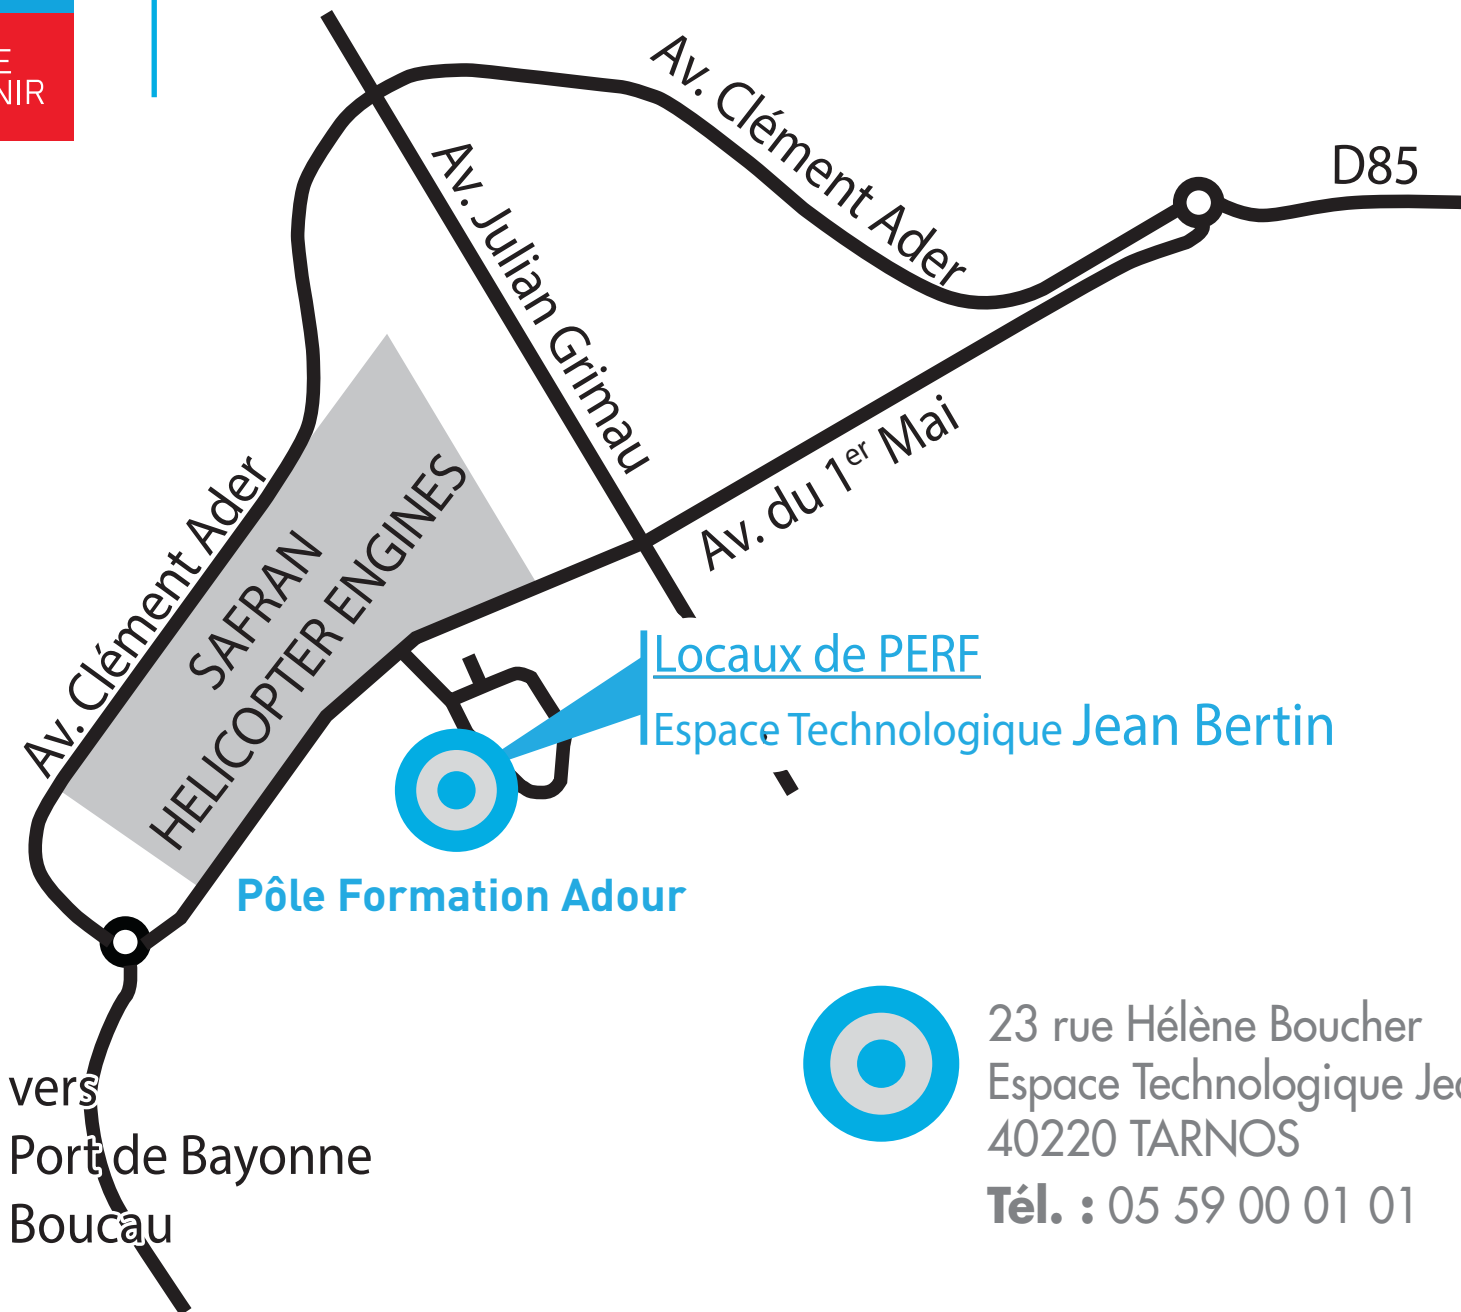 Av. Clément Ader
D85
Av. Julian Grimau
Av. du 1er Mai
Av. Clément Ader
SAFRAN
HELICOPTER ENGINES
Locaux de PERF
Espace Technologique Jean Bertin
Pôle Formation Adour
vers
Port de Bayonne
Boucau
23 rue Hélène Boucher
Espace Technologique
40220 TARNOS
Tél. : 05 59 00 01 01